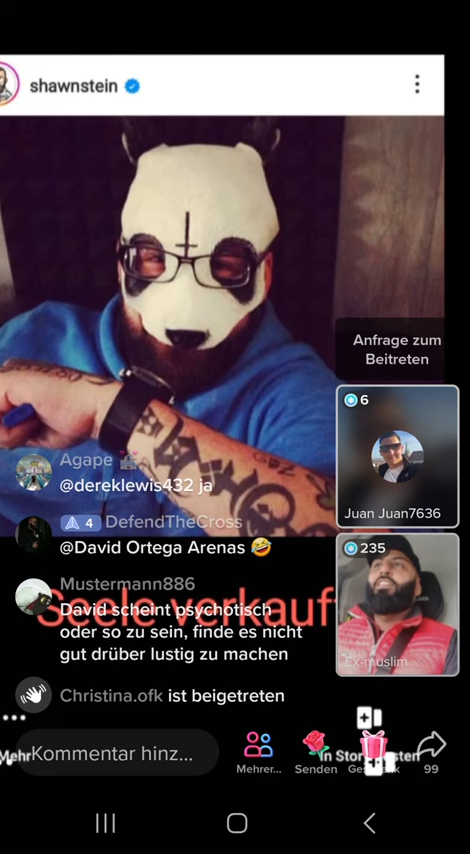 shawnstein
Anfrage zum
Beitreten
6
Juan Juan7636
235
Ex-muslim
Agape
@dereklewis432 ja
4 DefendTheCross
@David Ortega Arenas 🤣
Seele verkauf
Mustermann886
David scheint psychotisch
oder so zu sein, finde es nicht
gut drüber lustig zu machen
Christina.ofk ist beigetreten
Mehr
Kommentar hinz...
Mehrer...
Senden
99